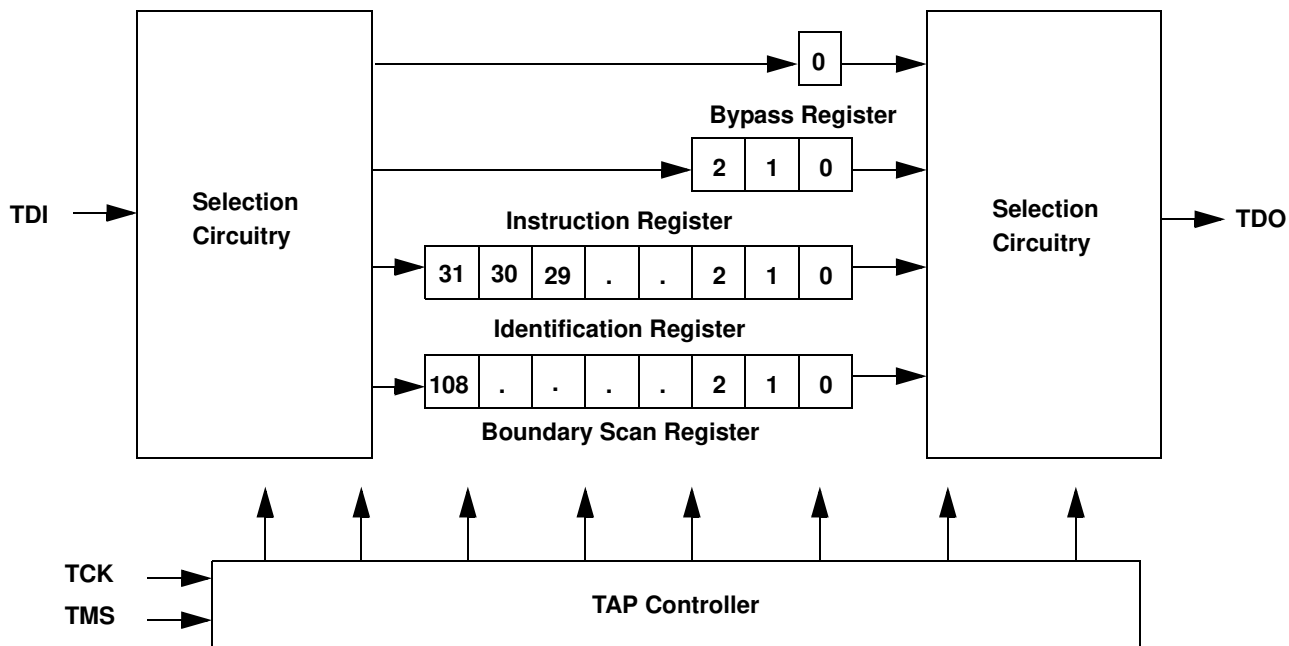 0
Bypass Register
2 1 0
Selection
Circuitry
Selection
Circuitry
TDI
TDO
Instruction Register
31 30 29 . . 2 1 0
Identification Register
108 . . . . 2 1 0
Boundary Scan Register
TCK
TMS
TAP Controller